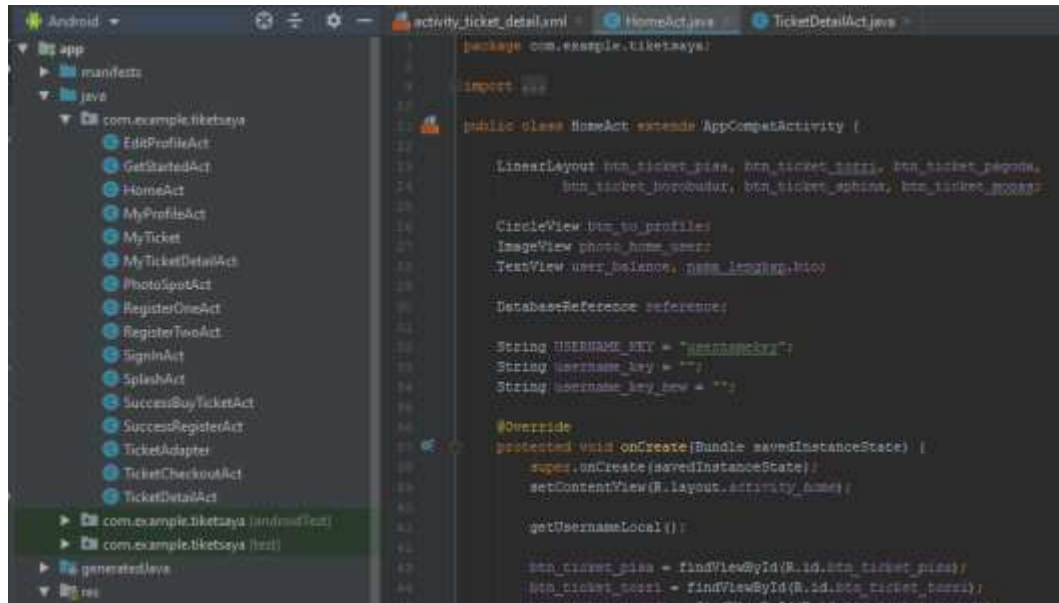 Android
activity_ticket_detail.xml
HomeAct.java
TicketDetailAct.java
app
manifests
java
com.example.tiketsaya
EditProfileAct
GetStartedAct
HomeAct
MyProfileAct
MyTicket
MyTicketDetailAct
PhotoSpotAct
RegisterOneAct
RegisterTwoAct
SignInAct
SplashAct
SuccessBuyTicketAct
SuccessRegisterAct
TicketAdapter
TicketCheckoutAct
TicketDetailAct
com.example.tiketsaya (androidTest)
com.example.tiketsaya (test)
generatedJava
res
package com.example.tiketsaya;
import ...
public class HomeAct extends AppCompatActivity {
LinearLayout btn_ticket_pisa, btn_ticket_torri, btn_ticket_pagoda,
btn_ticket_borobudur, btn_ticket_sphinx, btn_ticket_monas;
CircleView btn_to_profile;
ImageView photo_home_user;
TextView user_balance, nama_lengkap,bio;
DatabaseReference reference;
String USERNAME_KEY = "usernamekey";
String username_key = "";
String username_key_new = "";
@Override
protected void onCreate(Bundle savedInstanceState) {
super.onCreate(savedInstanceState);
setContentView(R.layout.activity_home);
getUsernameLocal();
btn_ticket_pisa = findViewById(R.id.btn_ticket_pisa);
btn_ticket_torri = findViewById(R.id.btn_ticket_torri);